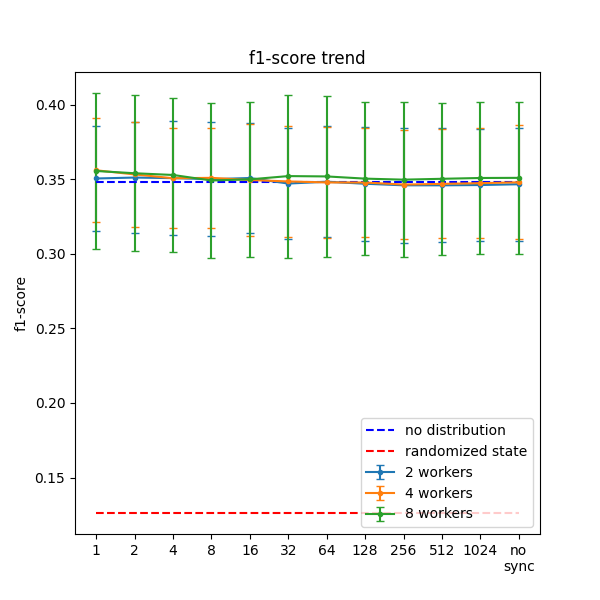 f1-score trend
f1-score
0.40
0.35
0.30
0.25
0.20
0.15
no distribution
randomized state
2 workers
4 workers
8 workers
1 2 4 8 16 32 64 128 256 512 1024 no
sync